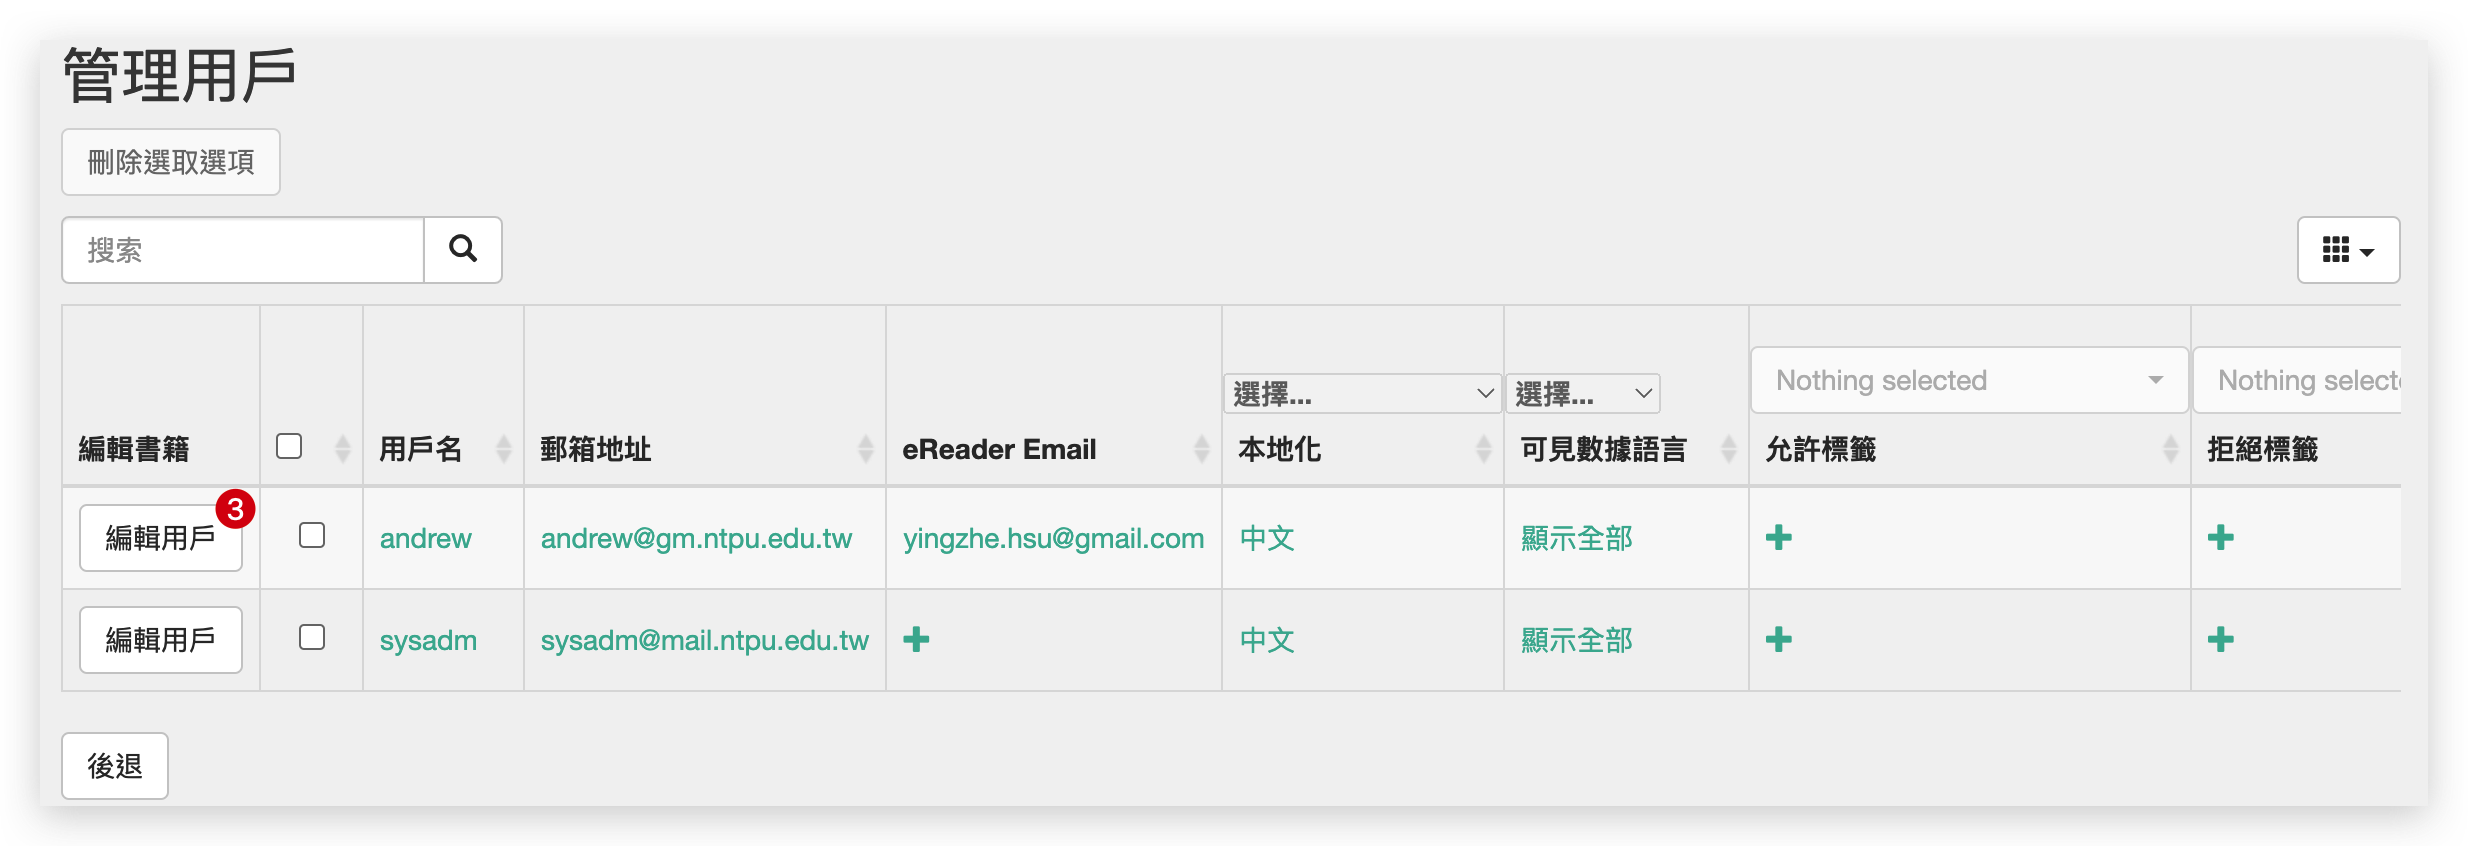 管理用戶
刪除選取選項
搜索
選擇... 選擇... Nothing selected Nothing selecte
編輯書籍 用戶名 郵箱地址 eReader Email 本地化 可見數據語言 允許標籤 拒絕標籤
編輯用戶 3 andrew andrew@gm.ntpu.edu.tw yingzhe.hsu@gmail.com 中文 顯示全部
編輯用戶 sysadm sysadm@mail.ntpu.edu.tw 中文 顯示全部
後退